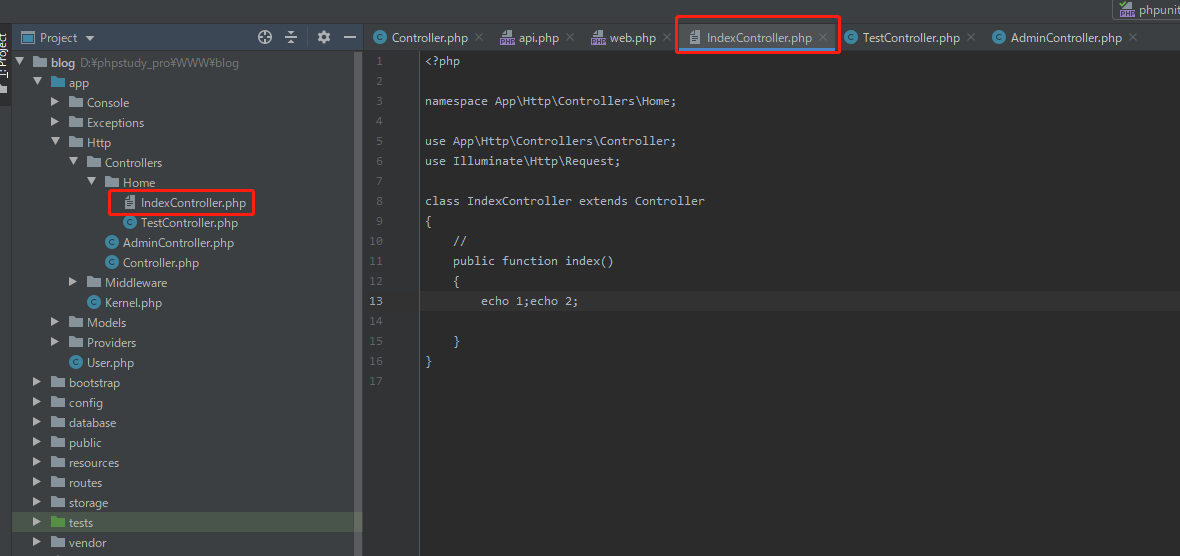 phpunit
1: Project
Project
Controller.php
api.php
web.php
IndexController.php
TestController.php
AdminController.php
blog D:¥phpstudy_pro¥WWW¥blog
app
Console
Exceptions
Http
Controllers
Home
IndexController.php
TestController.php
AdminController.php
Controller.php
Middleware
Kernel.php
Models
Providers
User.php
bootstrap
config
database
public
resources
routes
storage
tests
vendor
1 <?php
2
3 namespace App\Http\Controllers\Home;
4
5 use App\Http\Controllers\Controller;
6 use Illuminate\Http\Request;
7
8 class IndexController extends Controller
9 {
10 //
11 public function index()
12 {
13 echo 1;echo 2;
14
15 }
16 }
17